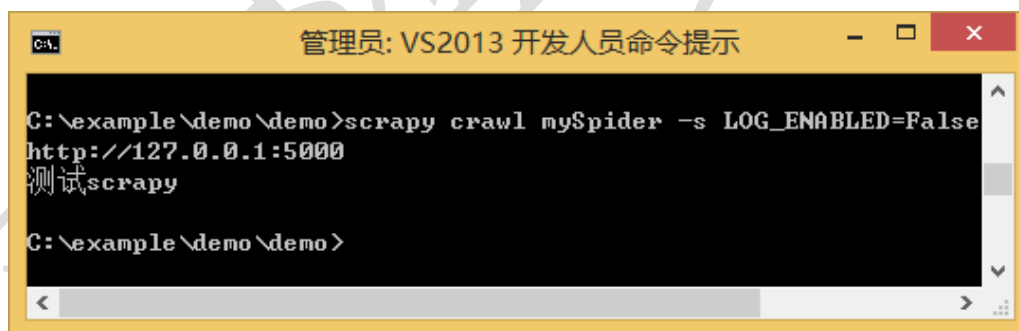 管理员: VS2013 开发人员命令提示
C:\example\demo\demo>scrapy crawl mySpider -s LOG_ENABLED=False
http://127.0.0.1:5000
测试scrapy
C:\example\demo\demo>